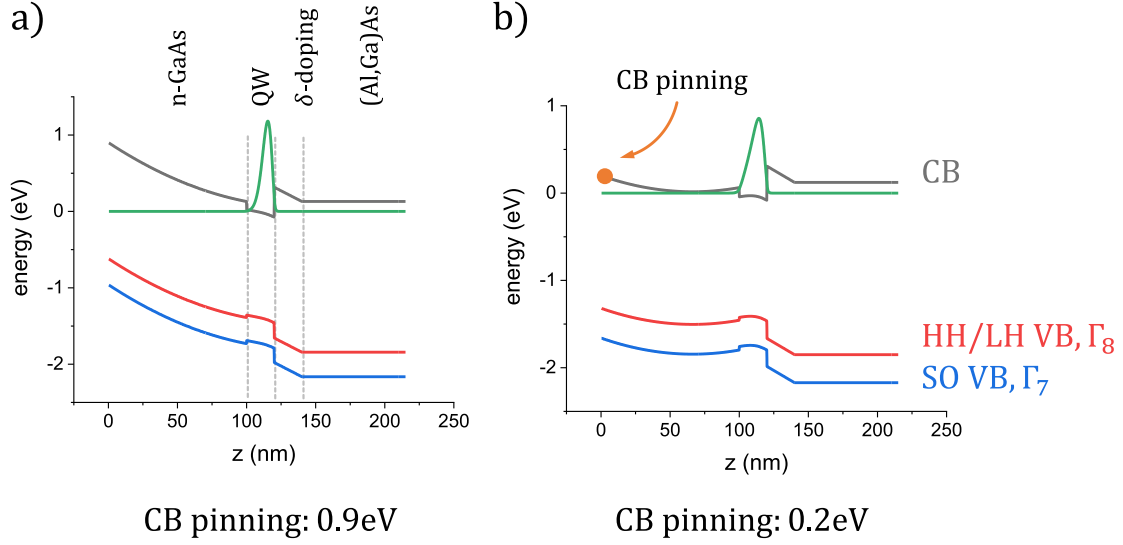 a)
n-GaAs
QW
δ-doping
(Al,Ga)As
1
0
-1
-2
energy (eV)
0
50
100
150
200
250
z (nm)
CB pinning: 0.9eV
b)
CB pinning
1
0
-1
-2
energy (eV)
CB
HH/LH VB, Γ8
SO VB, Γ7
0
50
100
150
200
250
z (nm)
CB pinning: 0.2eV